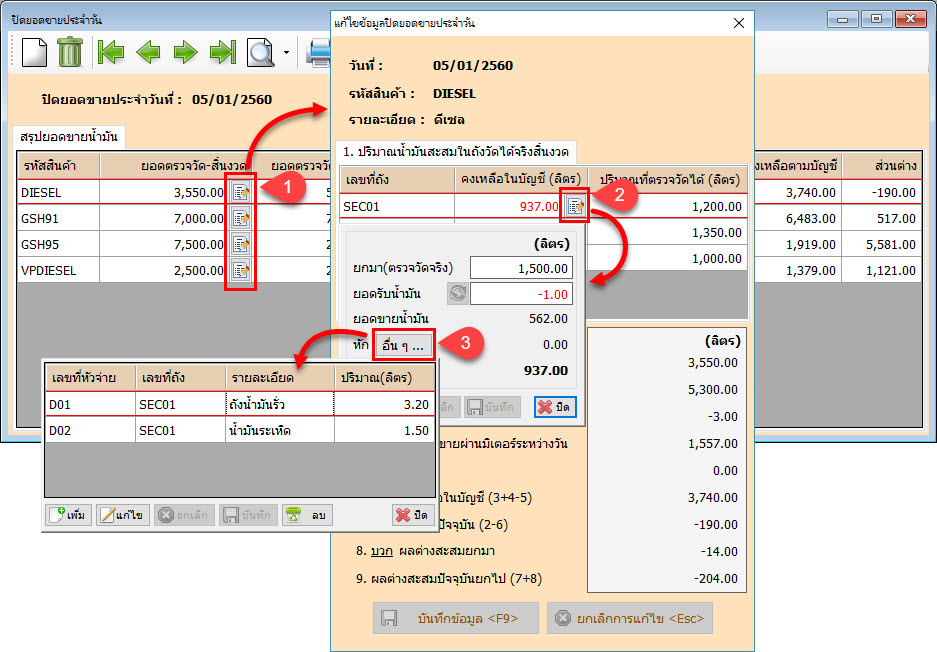 ปิดยอดขายประจำวัน
ปิดยอดขายประจำวันที่ : 05/01/2560
สรุปยอดขายน้ำมัน
รหัสสินค้า ยอดตรวจวัด-สิ้นงวด ยอดตรวจวั
DIESEL 3,550.00
GSH91 7,000.00
GSH95 7,500.00
VPDIESEL 2,500.00
งเหลือตามบัญชี ส่วนต่าง
3,740.00 -190.00
6,483.00 517.00
1,919.00 5,581.00
1,379.00 1,121.00
1
แก้ไขข้อมูลปิดยอดขายประจำวัน
วันที่ : 05/01/2560
รหัสสินค้า : DIESEL
รายละเอียด : ดีเซล
1. ปริมาณน้ำมันสะสมในถังวัดได้จริงสิ้นงวด
เลขที่ถัง คงเหลือในบัญชี (ลิตร) ปริมาณที่ตรวจวัดได้ (ลิตร)
SEC01 937.00 1,200.00
1,350.00
1,000.00
2
(ลิตร)
ยกมา(ตรวจวัดจริง) 1,500.00
ยอดรับน้ำมัน -1.00
ยอดขายน้ำมัน 562.00
หัก อื่น ๆ ... 0.00
937.00
3
ลิก บันทึก ปิด
เลขที่หัวจ่าย เลขที่ถัง รายละเอียด ปริมาณ(ลิตร)
D01 SEC01 ถังน้ำมันรั่ว 3.20
D02 SEC01 น้ำมันระเหิด 1.50
เพิ่ม แก้ไข ยกเลิก บันทึก ลบ ปิด
(ลิตร)
3,550.00
5,300.00
-3.00
ขายผ่านมิเตอร์ระหว่างวัน 1,557.00
0.00
อในบัญชี (3+4-5) 3,740.00
ปัจจุบัน (2-6) -190.00
8. บวก ผลต่างสะสมยกมา -14.00
9. ผลต่างสะสมปัจจุบันยกไป (7+8) -204.00
บันทึกข้อมูล <F9> ยกเลิกการแก้ไข <Esc>